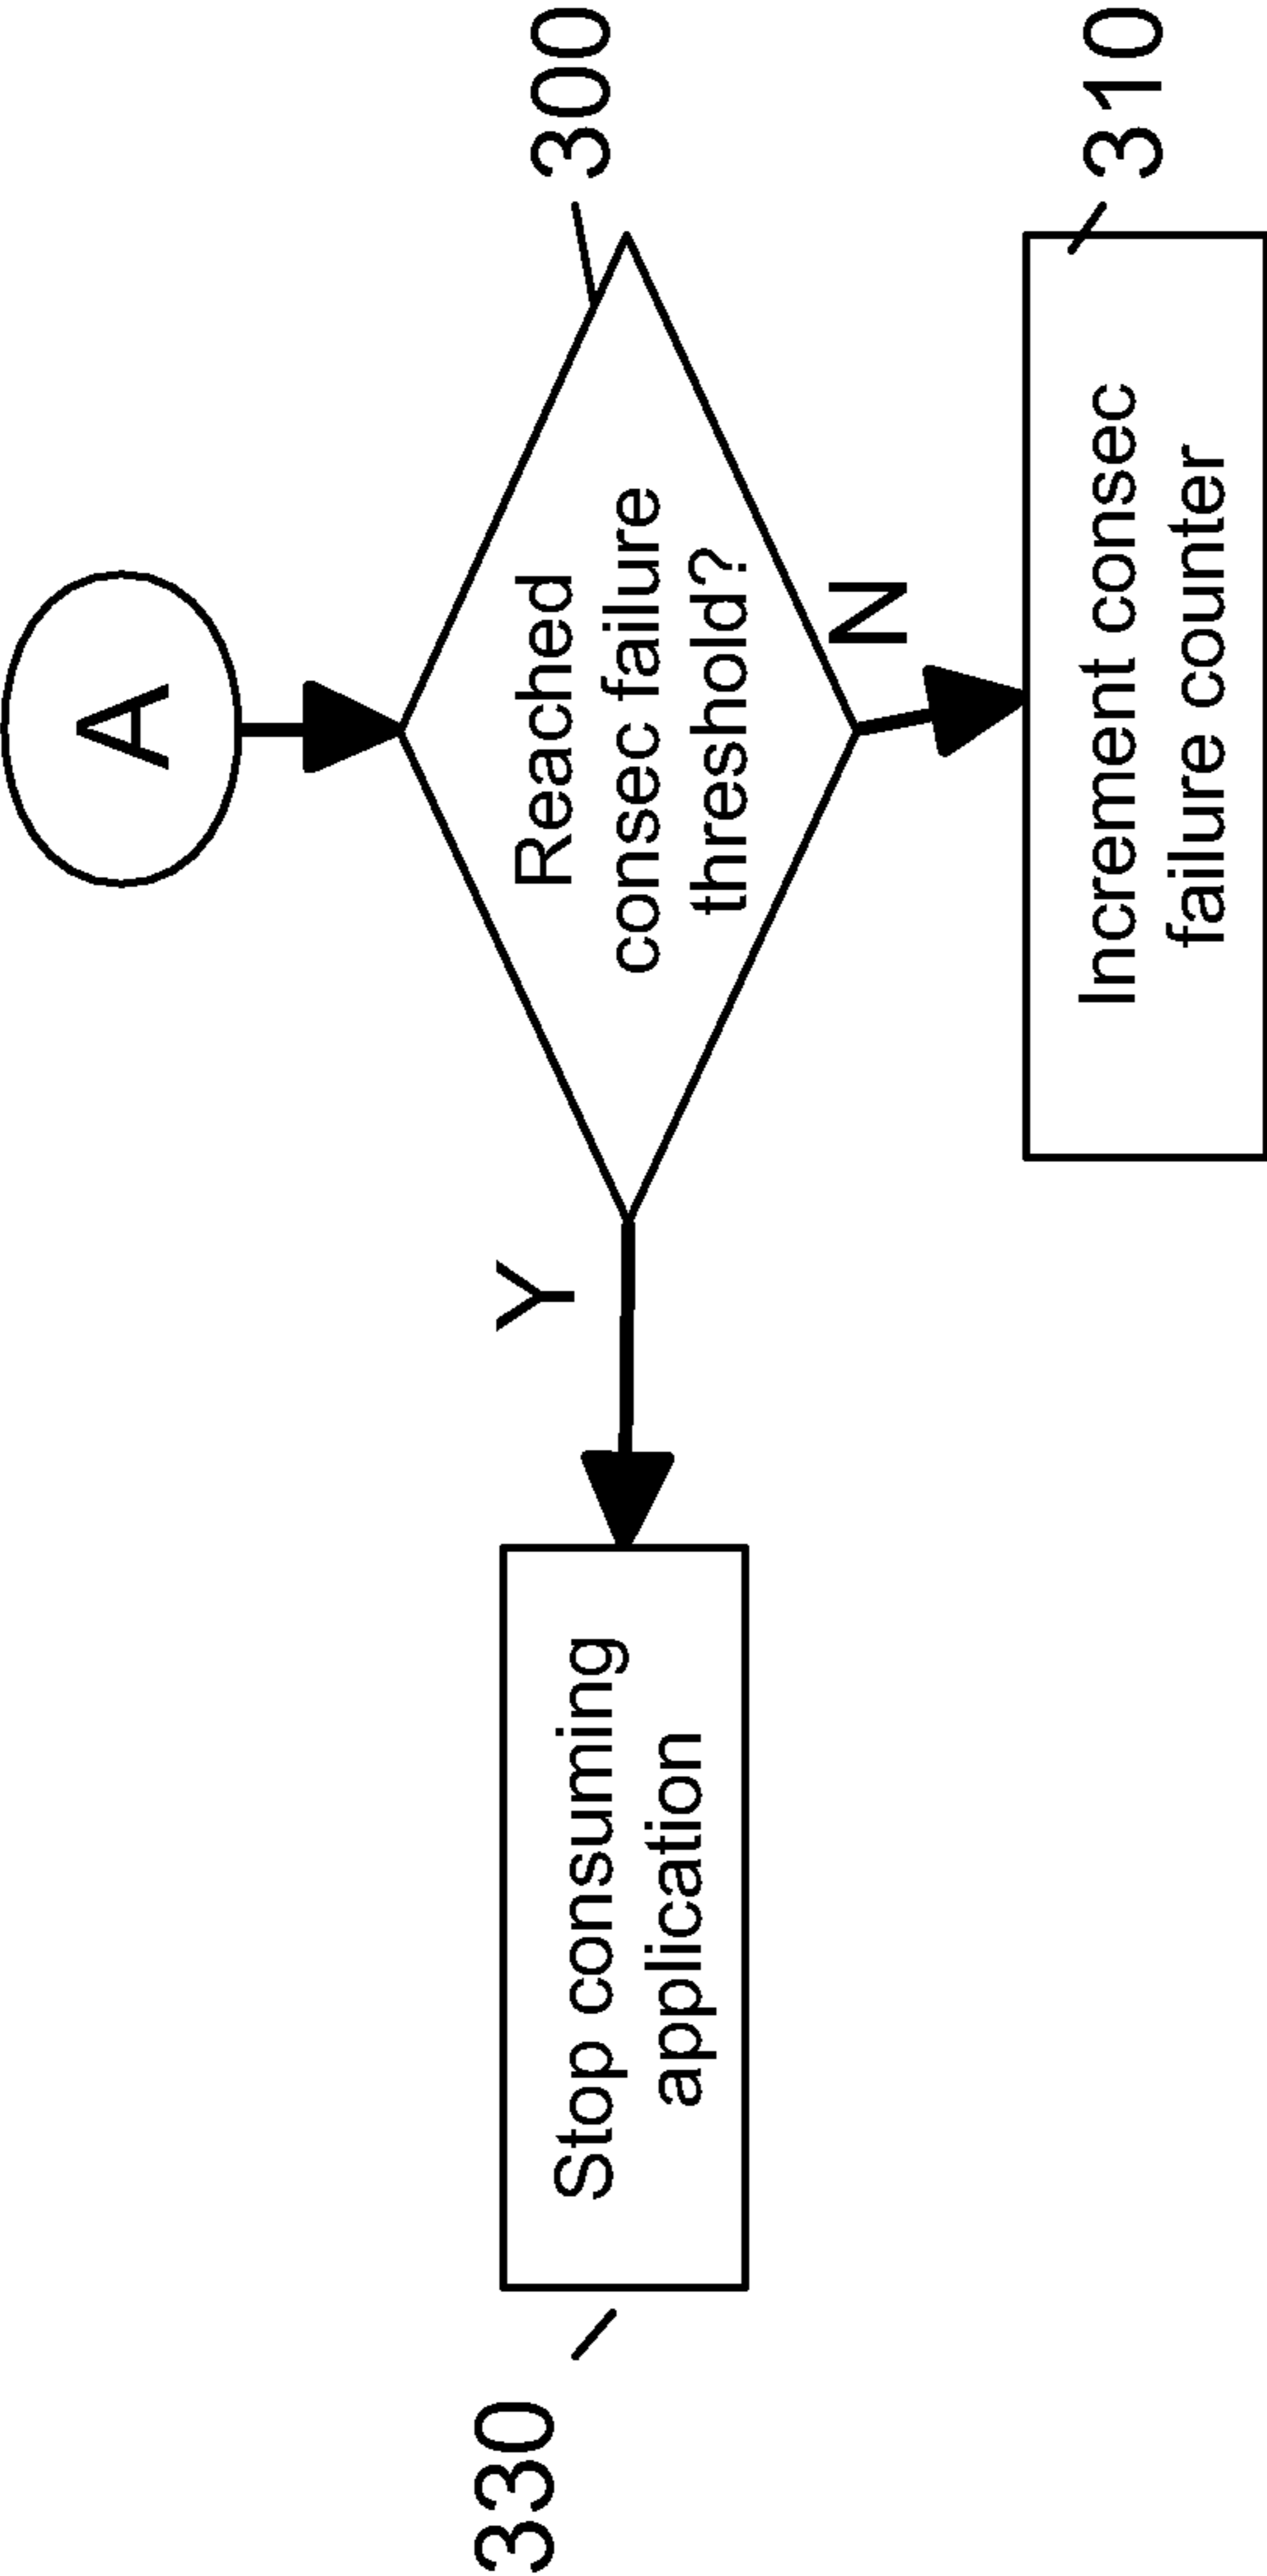 A
300
Reached
consec failure
threshold?
Y
N
330
Stop consuming
application
310
Increment consec
failure counter